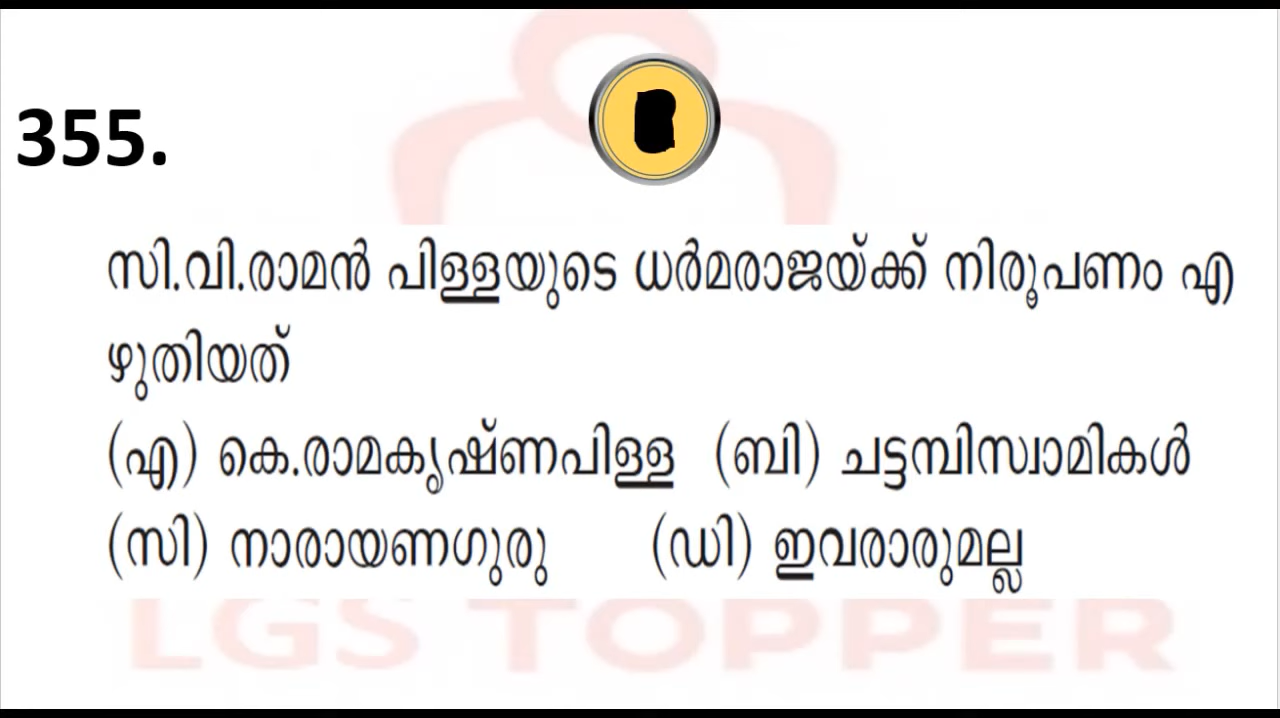 355.
സി.വി.രാമൻ പിള്ളയുടെ ധർമരാജയ്ക്ക് നിരൂപണം എ
ഴുതിയത്
(എ) കെ.രാമകൃഷ്ണപിള്ള (ബി) ചട്ടമ്പിസ്വാമികൾ
(സി) നാരായണഗുരു (ഡി) ഇവരാരുമല്ല
LGS TOPPER